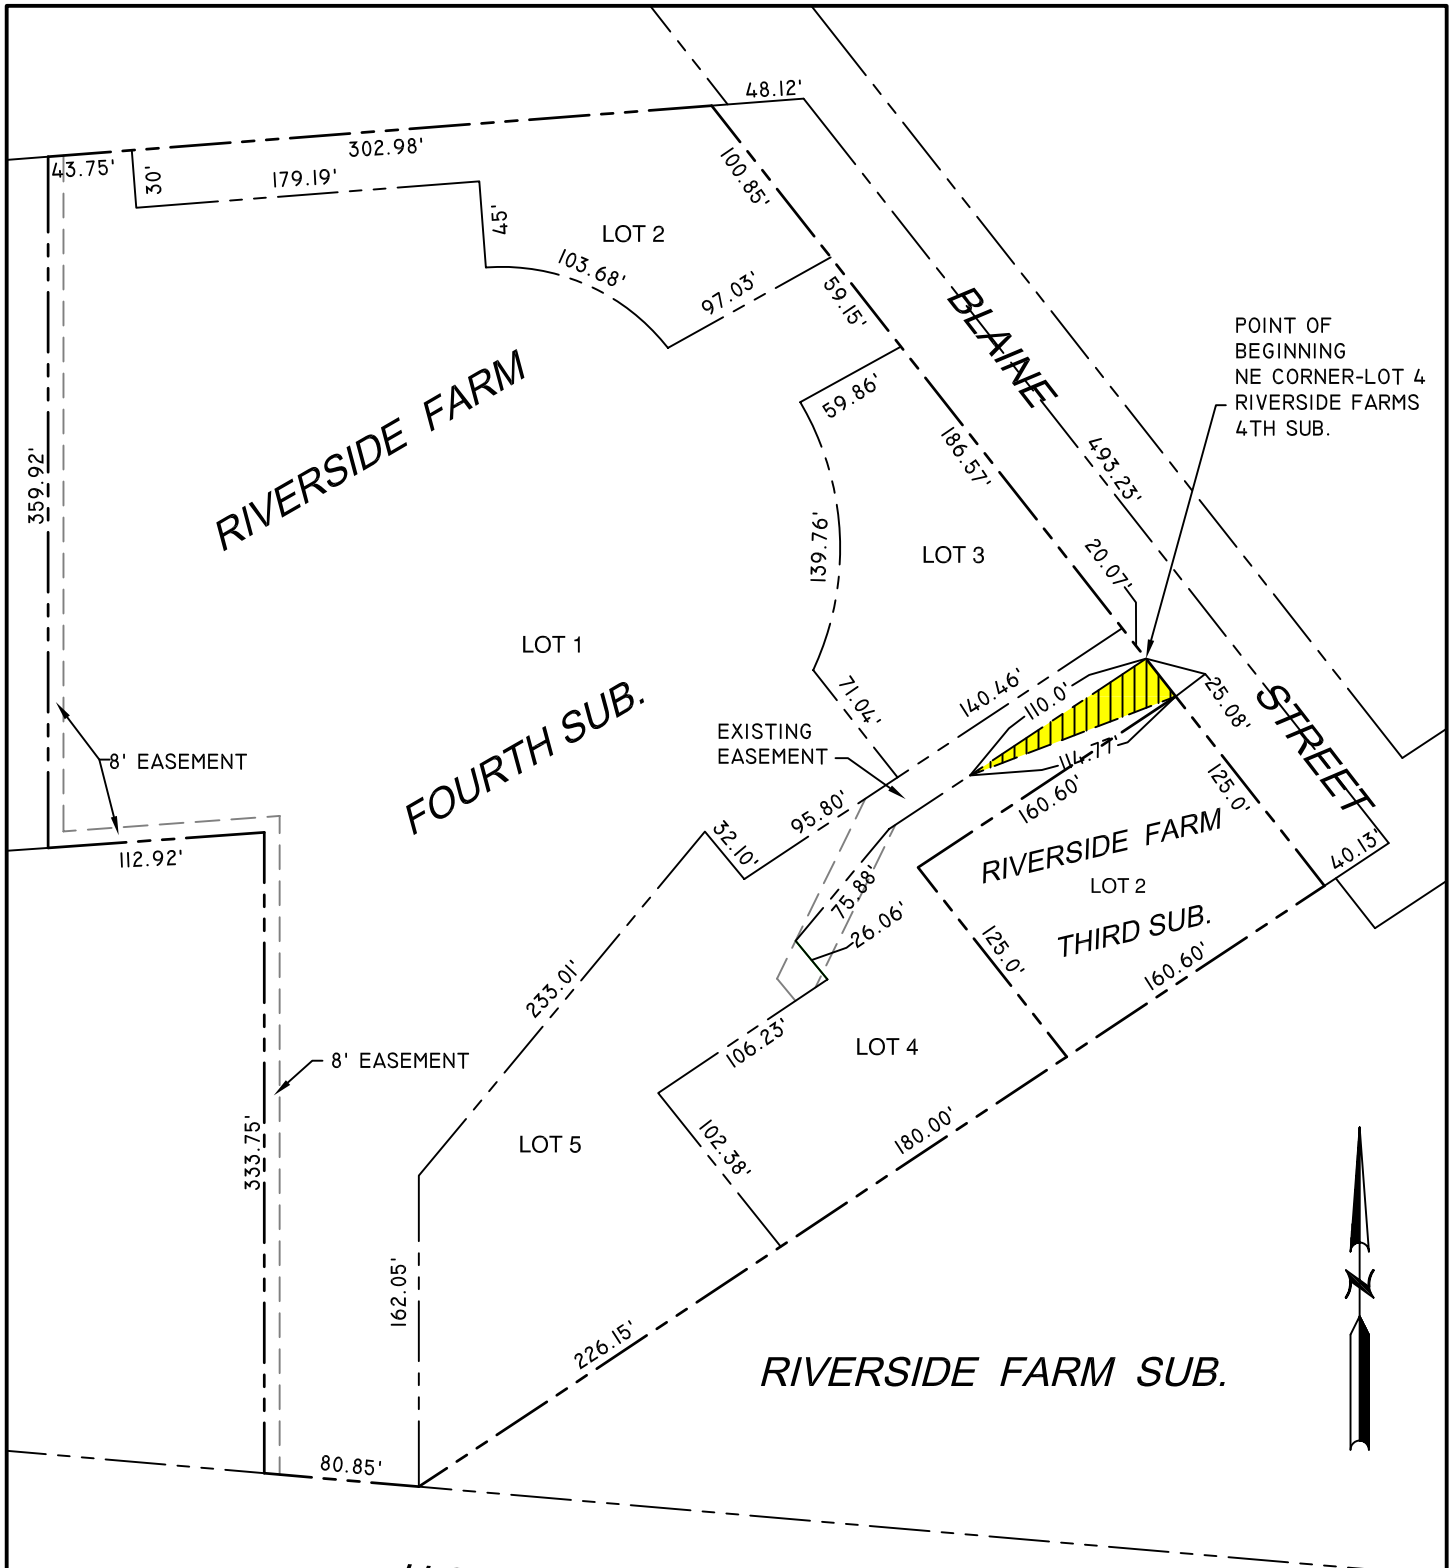 48.12'
302.98'
43.75'
30'
179.19'
45'
LOT 2
100.85'
103.68'
97.03'
59.15'
BLAINE
STREET
POINT OF
BEGINNING
NE CORNER-LOT 4
RIVERSIDE FARMS
4TH SUB.
RIVERSIDE FARM
59.86'
186.57'
493.23'
359.92'
139.76'
LOT 3
20.07'
LOT 1
FOURTH SUB.
71.04'
140.46'
110.0'
25.08'
EXISTING
EASEMENT
114.77'
160.60'
125.0'
8' EASEMENT
95.80'
32.10'
112.92'
RIVERSIDE FARM
LOT 2
THIRD SUB.
40.13'
75.88'
26.06'
125.0'
160.60'
233.01'
106.23'
LOT 4
8' EASEMENT
333.75'
LOT 5
102.38'
180.00'
162.05'
226.15'
N
RIVERSIDE FARM SUB.
80.85'